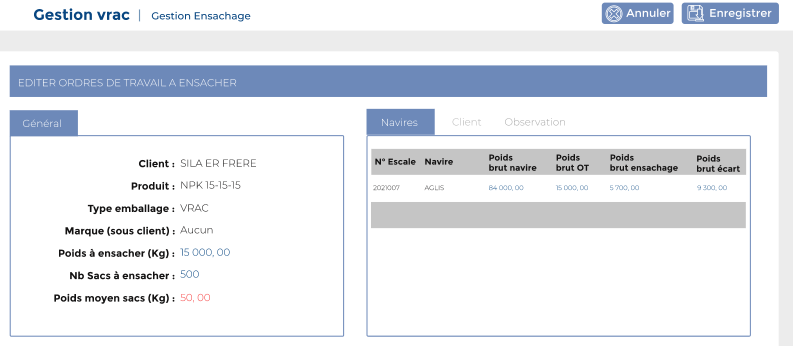 Gestion vrac | Gestion Ensachage
Annuler
Enregistrer
EDITER ORDRES DE TRAVAIL A ENSACHER
Général
Client : SILA ER FRERE
Produit : NPK 15-15-15
Type emballage : VRAC
Marque (sous client) : Aucun
Poids à ensacher (Kg) : 15 000, 00
Nb Sacs à ensacher : 500
Poids moyen sacs (Kg) : 50, 00
Navires Client Observation
N° Escale Navire Poids brut navire Poids brut OT Poids brut ensachage Poids brut écart
2021007 AGLIS 84 000, 00 15 000, 00 5 700, 00 9 300, 00